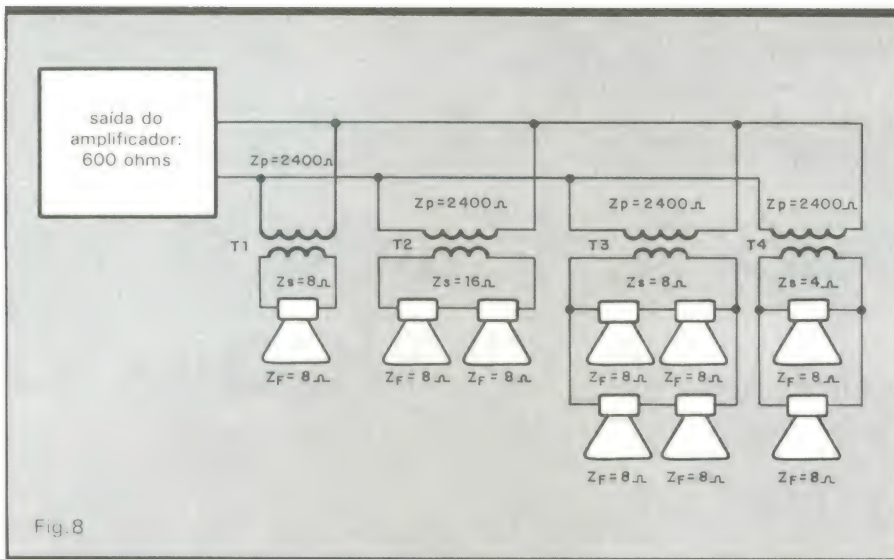 saída do
amplificador:
600 ohms
Zp=2400Ω
Zp=2400Ω
Zp=2400Ω
Zp=2400Ω
T1
T2
T3
T4
Zs=8Ω
Zs=16Ω
Zs=8Ω
Zs=4Ω
ZF=8Ω
ZF=8Ω
ZF=8Ω
ZF=8Ω
ZF=8Ω
ZF=8Ω
ZF=8Ω
ZF=8Ω
ZF=8Ω
Fig.8